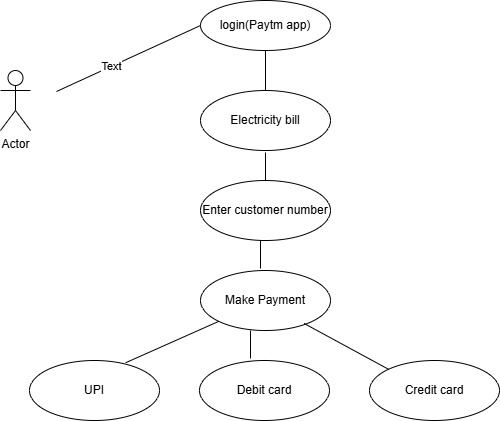 login(Paytm app)
Text
Actor
Electricity bill
Enter customer number
Make Payment
UPI
Debit card
Credit card